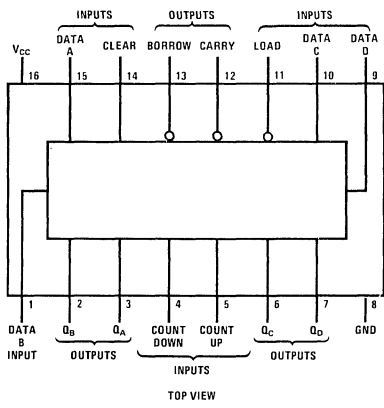 INPUTS OUTPUTS INPUTS
VCC DATA A CLEAR BORROW CARRY LOAD DATA C DATA D
16 15 14 13 12 11 10 9
1 2 3 4 5 6 7 8
DATA B INPUT QB QA COUNT DOWN COUNT UP QC QD GND
OUTPUTS INPUTS OUTPUTS
TOP VIEW